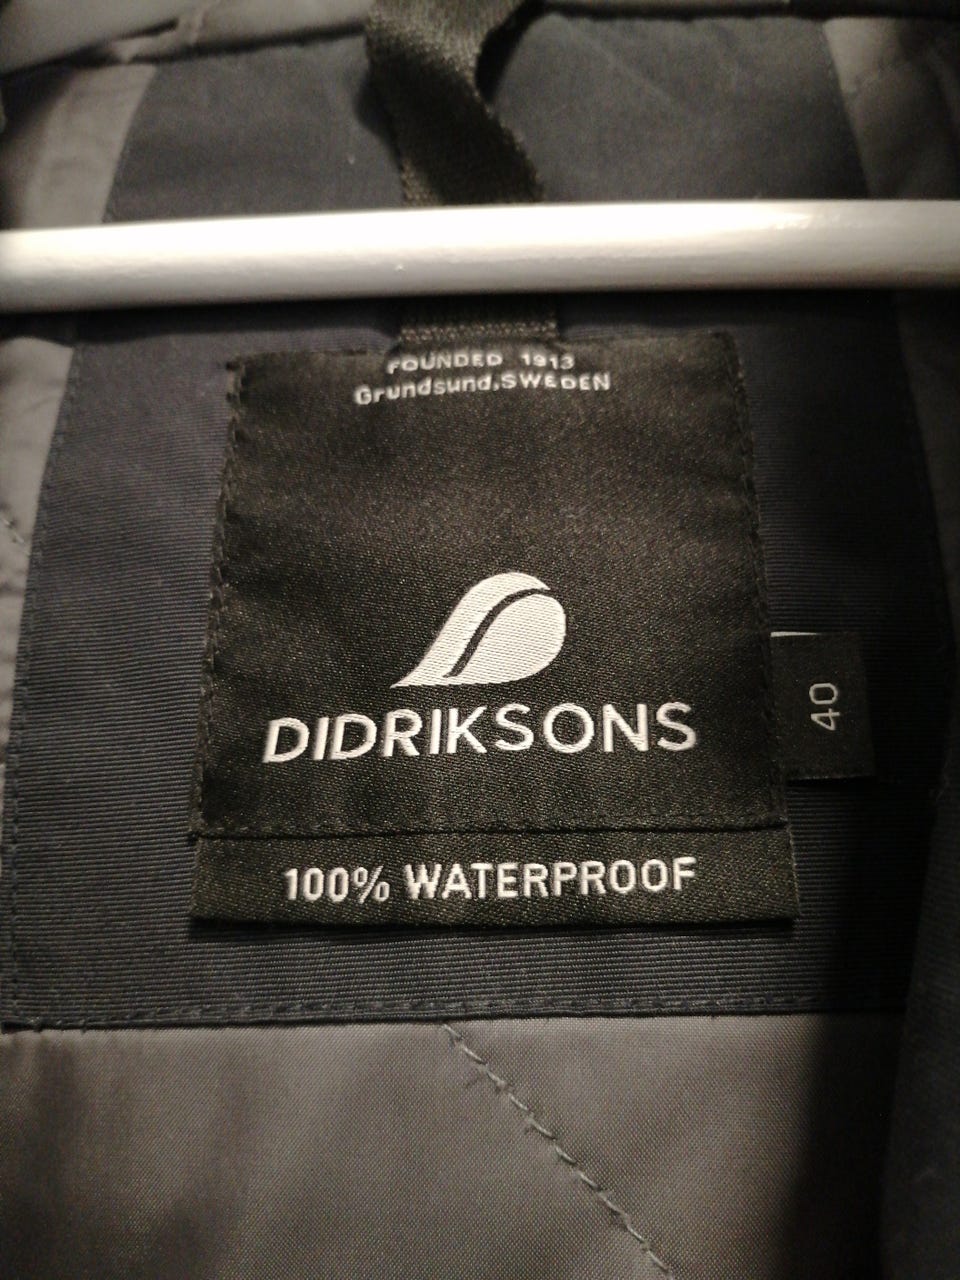 FOUNDED 1913
Grundsund,SWEDEN
DIDRIKSONS
40
100% WATERPROOF